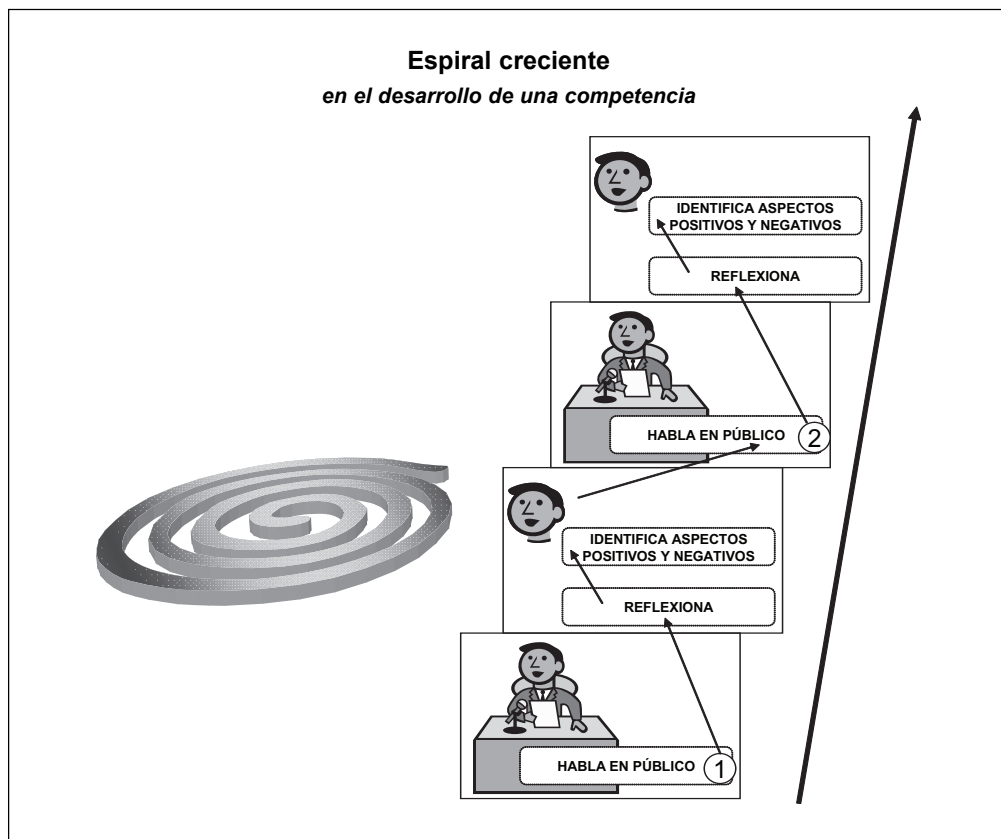 Espiral creciente
en el desarrollo de una competencia
IDENTIFICA ASPECTOS
POSITIVOS Y NEGATIVOS
REFLEXIONA
HABLA EN PÚBLICO 2
IDENTIFICA ASPECTOS
POSITIVOS Y NEGATIVOS
REFLEXIONA
HABLA EN PÚBLICO 1